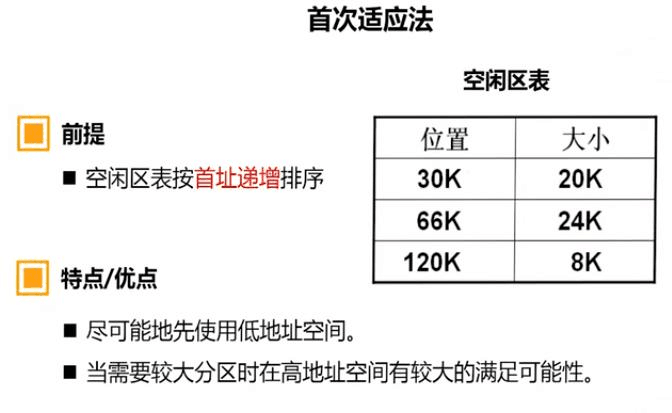 首次适应法
空闲区表
前提
■ 空闲区表按首址递增排序
位置 大小
30K 20K
66K 24K
120K 8K
特点/优点
■ 尽可能地先使用低地址空间。
■ 当需要较大分区时在高地址空间有较大的满足可能性。